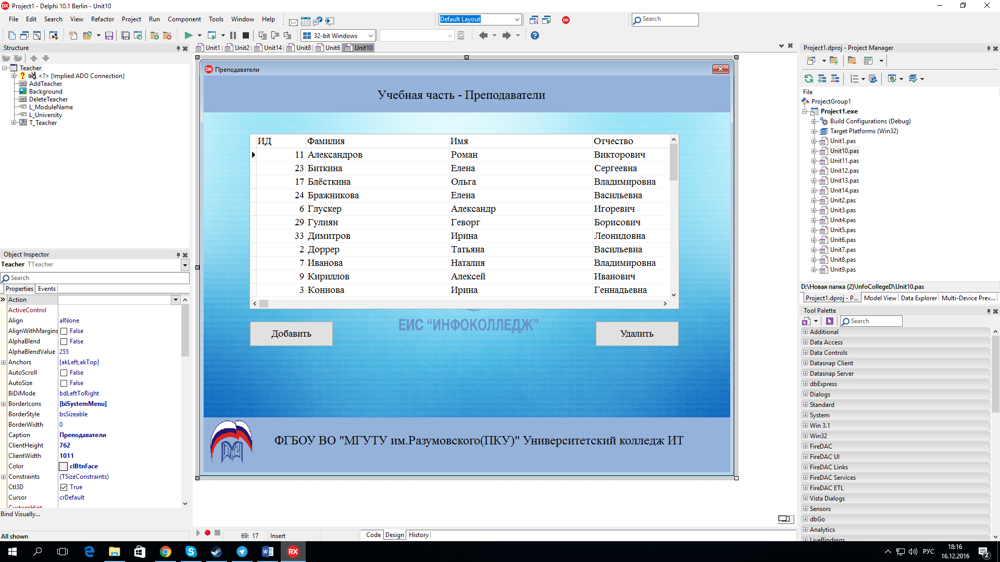 Project1 - Delphi 10.1 Berlin - Unit10
File Edit Search View Refactor Project Run Component Tools Window Help
Default Layout
Search
32-bit Windows
Structure
Teacher
<?> {Implied ADO Connection}
AddTeacher
Background
DeleteTeacher
L_ModuleName
L_University
T_Teacher
Object Inspector
Teacher TTeacher
Search
Properties Events
Action
ActiveControl
Align alNone
AlignWithMargins False
AlphaBlend False
AlphaBlendValue 255
Anchors [akLeft,akTop]
AutoScroll False
AutoSize False
BiDiMode bdLeftToRight
BorderIcons [biSystemMenu]
BorderStyle bsSizeable
BorderWidth 0
Caption Преподаватели
ClientHeight 762
ClientWidth 1011
Color clBtnFace
Constraints (TSizeConstraints)
Ctl3D True
Cursor crDefault
CustomHint
Bind Visually...
All shown
Unit1 Unit2 Unit14 Unit8 Unit6 Unit10
Преподаватели
Учебная часть - Преподаватели
ИД Фамилия Имя Отчество
11 Александров Роман Викторович
23 Биткина Елена Сергеевна
17 Блёсткина Ольга Владимировна
24 Бражникова Елена Васильевна
6 Глускер Александр Игоревич
29 Гулиян Геворг Борисович
33 Димитров Ирина Леонидовна
2 Доррер Татьяна Васильевна
7 Иванова Наталия Владимировна
9 Кириллов Алексей Иванович
3 Коннова Ирина Геннадьевна
ЕИС “ИНФОКОЛЛЕДЖ”
Добавить Удалить
ФГБОУ ВО "МГУТУ им.Разумовского(ПКУ)" Университетский колледж ИТ
69: 17 Insert
Code Design History
Project1.dproj - Project Manager
File
ProjectGroup1
Project1.exe
Build Configurations (Debug)
Target Platforms (Win32)
Unit1.pas
Unit10.pas
Unit11.pas
Unit12.pas
Unit13.pas
Unit14.pas
Unit2.pas
Unit3.pas
Unit4.pas
Unit5.pas
Unit6.pas
Unit7.pas
Unit8.pas
Unit9.pas
D:\Новая папка (2)\InfoCollegeD\Unit10.pas
Project1.dproj - P... Model View Data Explorer Multi-Device Prev...
Tool Palette
Search
Additional
Data Access
Data Controls
Datasnap Client
Datasnap Server
dbExpress
Dialogs
Standard
System
Win 3.1
Win32
FireDAC
FireDAC UI
FireDAC Links
FireDAC Services
FireDAC ETL
Vista Dialogs
Sensors
dbGo
Analytics
LiveBindings
РУС
18:16
16.12.2016
2